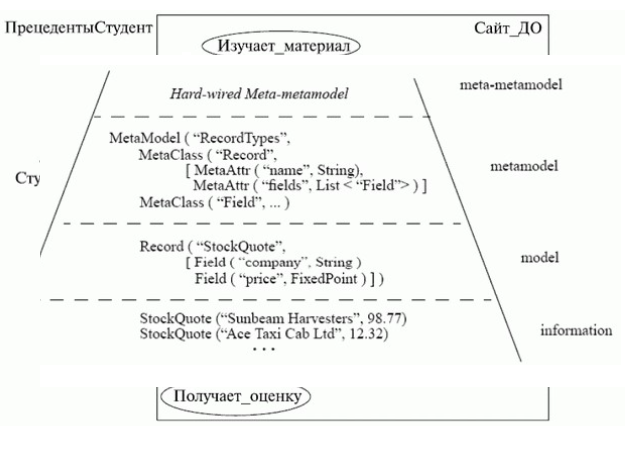 ПрецедентыСтудент
Сайт_ДО
Изучает_материал
Hard-wired Meta-metamodel
meta-metamodel
MetaModel ( “RecordTypes”,
MetaClass ( “Record”,
[ MetaAttr ( “name”, String),
MetaAttr ( “fields”, List < “Field”> ) ]
MetaClass ( “Field”, ... )
metamodel
Сту
Record ( “StockQuote”,
[ Field ( “company”, String )
Field ( “price”, FixedPoint ) ] )
model
StockQuote (“Sunbeam Harvesters”, 98.77)
StockQuote (“Ace Taxi Cab Ltd”, 12.32)
• • •
information
Получает_оценку